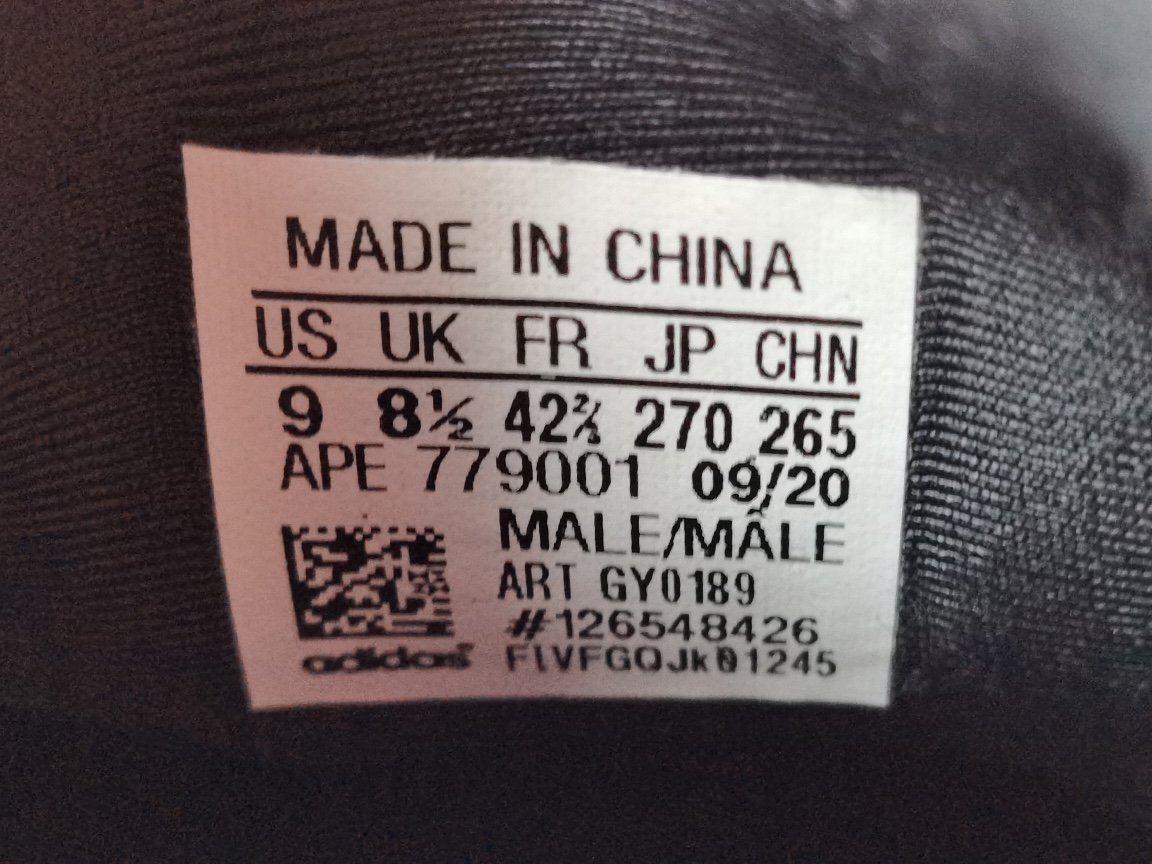 MADE IN CHINA
US UK FR JP CHN
9 8½ 42⅔ 270 265
APE 779001 09/20
MALE/MÂLE
ART GY0189
#126548426
adidas FlVFGQJk01245